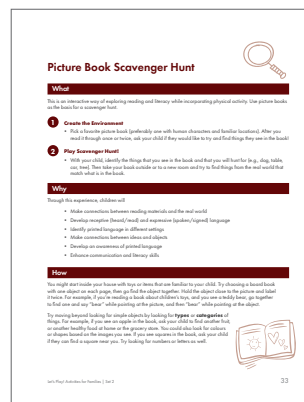 Picture Book Scavenger Hunt
What
This is an interactive way of exploring reading and literacy while incorporating physical activity. Use picture books
as the basis for a scavenger hunt.
1 Create the Environment
• Pick a favorite picture book (preferably one with human characters and familiar locations). After you
read it through once or twice, ask your child if they would like to try and find things they see in the book!
2 Play Scavenger Hunt!
• With your child, identify the things that you see in the book and that you will hunt for (e.g., dog, table,
car, tree). Then take your book outside or to a new room and try to find things from the real world that
match what is in the book.
Why
Through this experience, children will
• Make connections between reading materials and the real world
• Develop receptive (heard/read) and expressive (spoken/signed) language
• Identify printed language in different settings
• Make connections between ideas and objects
• Develop an awareness of printed language
• Enhance communication and literacy skills
How
You might start inside your house with toys or items that are familiar to your child. Try choosing a board book
with one object on each page, then go find the object together. Hold the object close to the picture and label
it twice. For example, if you're reading a book about children's toys, and you see a teddy bear, go together
to find one and say "bear" while pointing at the picture, and then "bear" while pointing at the object.
Try moving beyond looking for simple objects by looking for types or categories of
things. For example, if you see an apple in the book, ask your child to find another fruit,
or another healthy food at home or the grocery store. You could also look for colours
or shapes based on the images you see. If you see squares in the book, ask your child
if they can find a square near you. Try looking for numbers or letters as well.
Let's Play! Activities for Families | Set 2
33